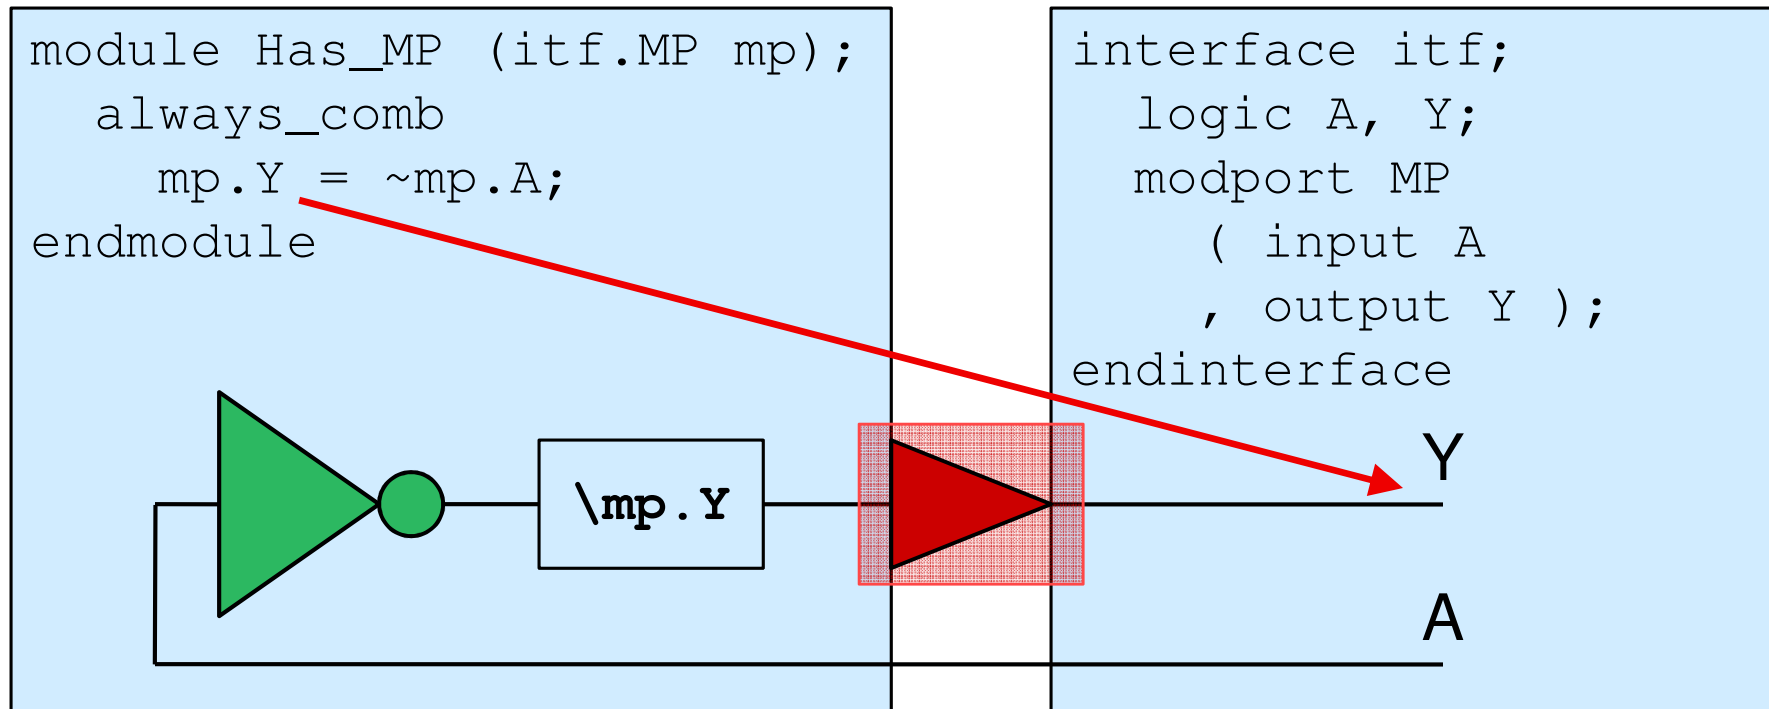 module Has_MP (itf.MP mp);
always_comb
mp.Y = ~mp.A;
endmodule
interface itf;
logic A, Y;
modport MP
( input A
, output Y );
endinterface
\mp.Y
Y
A